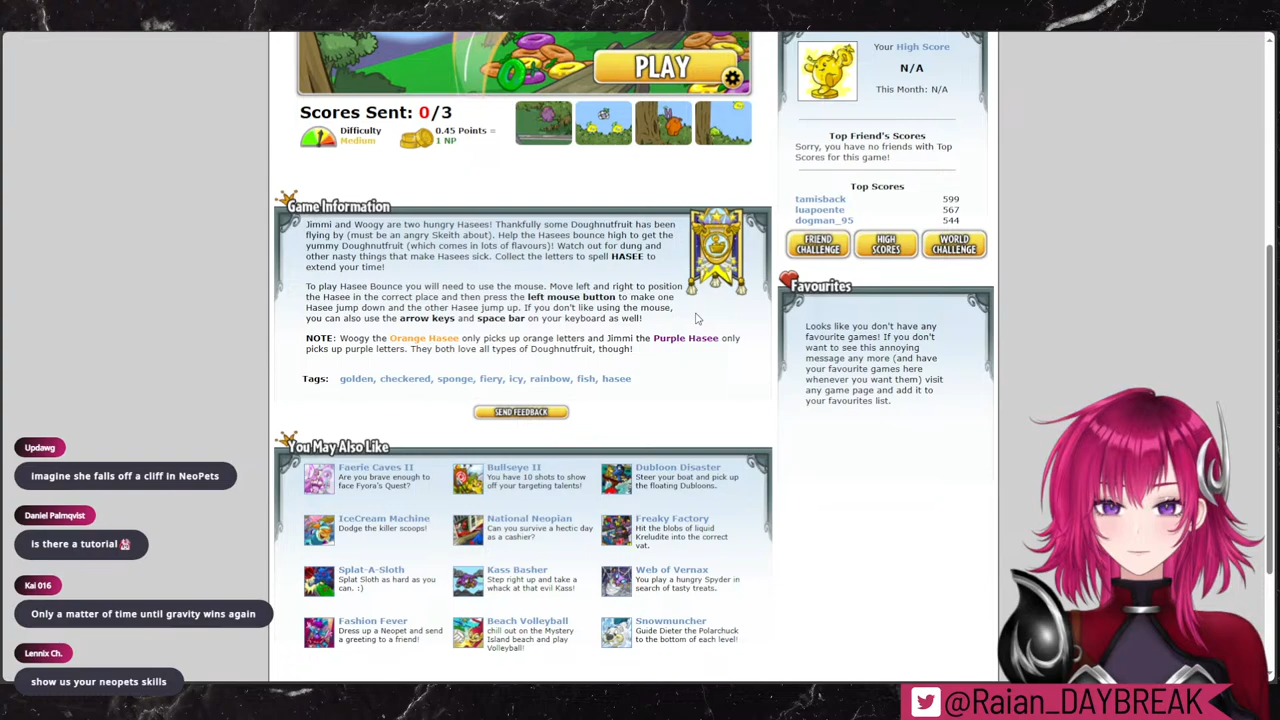 PLAY
Scores Sent: 0/3
Difficulty
Medium
0.45 Points =
1 NP
Game Information
Jimmi and Woogy are two hungry Hasees! Thankfully some Doughnutfruit has been
flying by (must be an angry Skeith about). Help the Hasees bounce high to get the
yummy Doughnutfruit (which comes in lots of flavours)! Watch out for dung and
other nasty things that make Hasees sick. Collect the letters to spell HASEE to
extend your time!
To play Hasee Bounce you will need to use the mouse. Move left and right to position
the Hasee in the correct place and then press the left mouse button to make one
Hasee jump down and the other Hasee jump up. If you don't like using the mouse,
you can also use the arrow keys and space bar on your keyboard as well!
NOTE: Woogy the Orange Hasee only picks up orange letters and Jimmi the Purple Hasee only
picks up purple letters. They both love all types of Doughnutfruit, though!
Tags: golden, checkered, sponge, fiery, icy, rainbow, fish, hasee
SEND FEEDBACK
You May Also Like
Faerie Caves II
Are you brave enough to
face Fyora's Quest?
Bullseye II
You have 10 shots to show
off your targeting talents!
Dubloon Disaster
Steer your boat and pick up
the floating Dubloons.
IceCream Machine
Dodge the killer scoops!
National Neopian
Can you survive a hectic day
as a cashier?
Freaky Factory
Hit the blobs of liquid
Kreludite into the correct
vat.
Splat-A-Sloth
Splat Sloth as hard as you
can. :)
Kass Basher
Step right up and take a
whack at that evil Kass!
Web of Vernax
You play a hungry Spyder in
search of tasty treats.
Fashion Fever
Dress up a Neopet and send
a greeting to a friend!
Beach Volleyball
chill out on the Mystery
Island beach and play
Volleyball!
Snowmuncher
Guide Dieter the Polarchuck
to the bottom of each level!
Your High Score
N/A
This Month: N/A
Top Friend's Scores
Sorry, you have no friends with Top
Scores for this game!
Top Scores
tamisback 599
luapoente 567
dogman_95 544
FRIEND
CHALLENGE
HIGH
SCORES
WORLD
CHALLENGE
Favourites
Looks like you don't have any
favourite games! If you don't
want to see this annoying
message any more (and have
your favourite games here
whenever you want them) visit
any game page and add it to
your favourites list.
Updawg
Imagine she falls off a cliff in NeoPets
Daniel Palmqvist
is there a tutorial
Kai 016
Only a matter of time until gravity wins again
Lennix Ch.
show us your neopets skills
@Raian_DAYBREAK